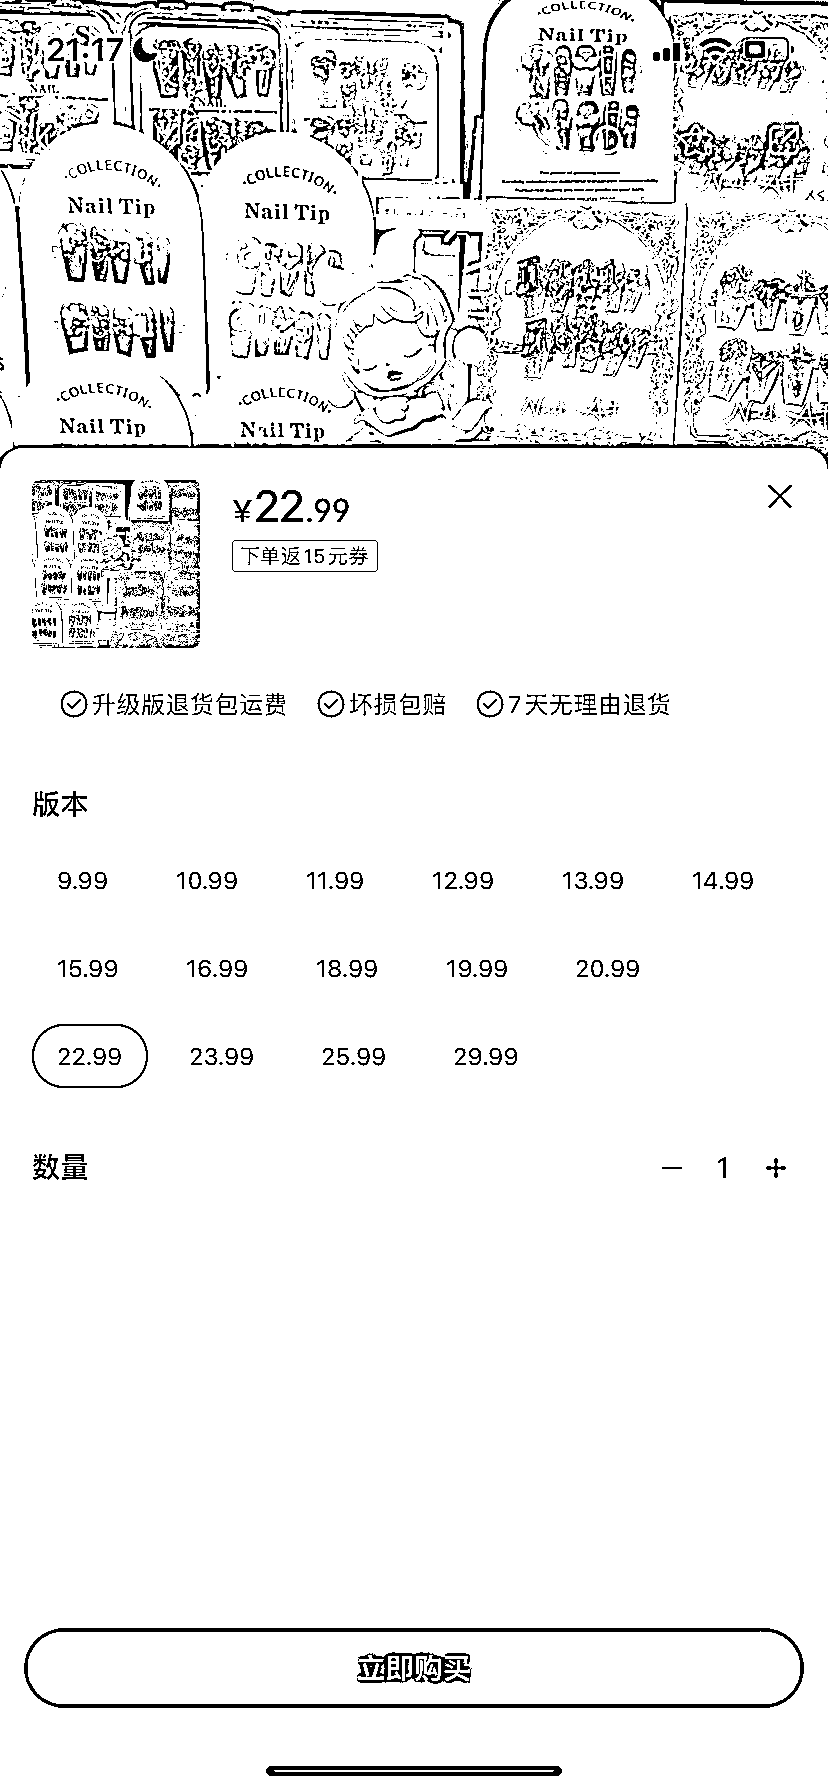 ·COLLECTION·
Nail Tip
21:17
NAIL
·COLLECTION·
Nail Tip
·COLLECTION·
Nail Tip
·COLLECTION·
Nail Tip
·COLLECTION·
Nail Tip
¥22.99
下单返15元券
升级版退货包运费 坏损包赔 7天无理由退货
版本
9.99 10.99 11.99 12.99 13.99 14.99
15.99 16.99 18.99 19.99 20.99
22.99 23.99 25.99 29.99
数量 1
立即购买